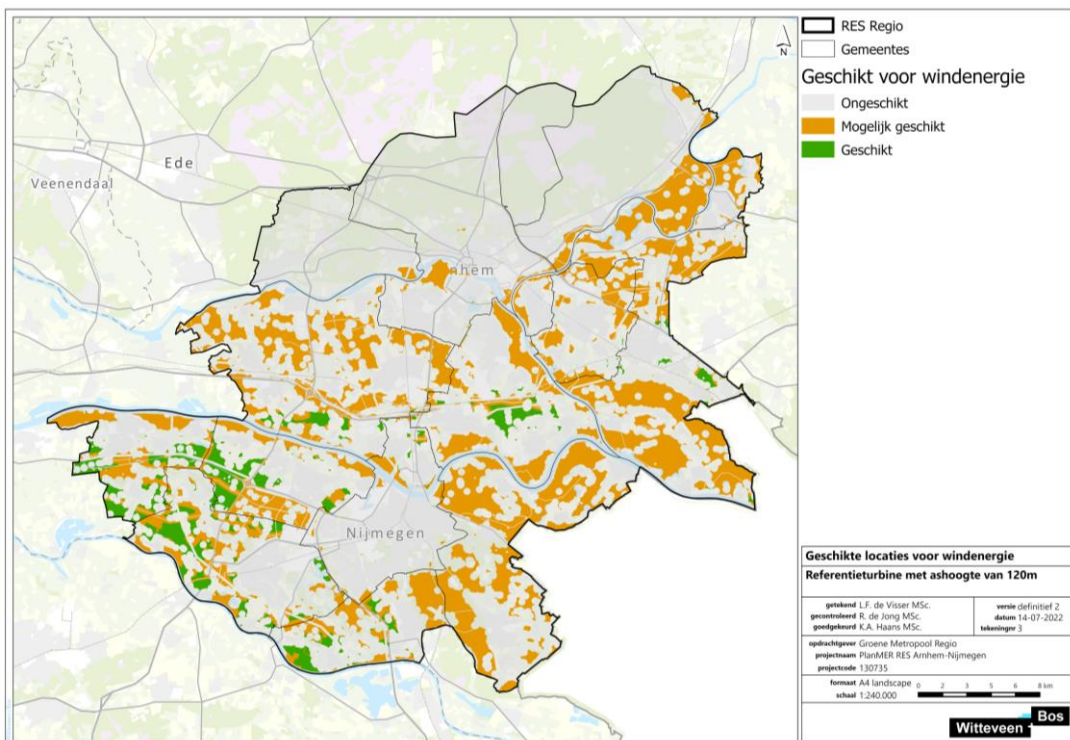 N
Ede
Veenendaal
nhem
Nijmegen
RES Regio
Gemeentes
Geschikt voor windenergie
Ongeschikt
Mogelijk geschikt
Geschikt
Geschikte locaties voor windenergie
Referentieturbine met ashoogte van 120m
getekend L.F. de Visser MSc. versie definitief 2
gecontroleerd R. de Jong MSc. datum 14-07-2022
goedgekeurd K.A. Haans MSc. tekeningnr 3
opdrachtgever Groene Metropool Regio
projectnaam PlanMER RES Arnhem-Nijmegen
projectcode 130735
formaat A4 landscape 0 2 3 5 6 8 km
schaal 1:240.000
Witteveen + Bos